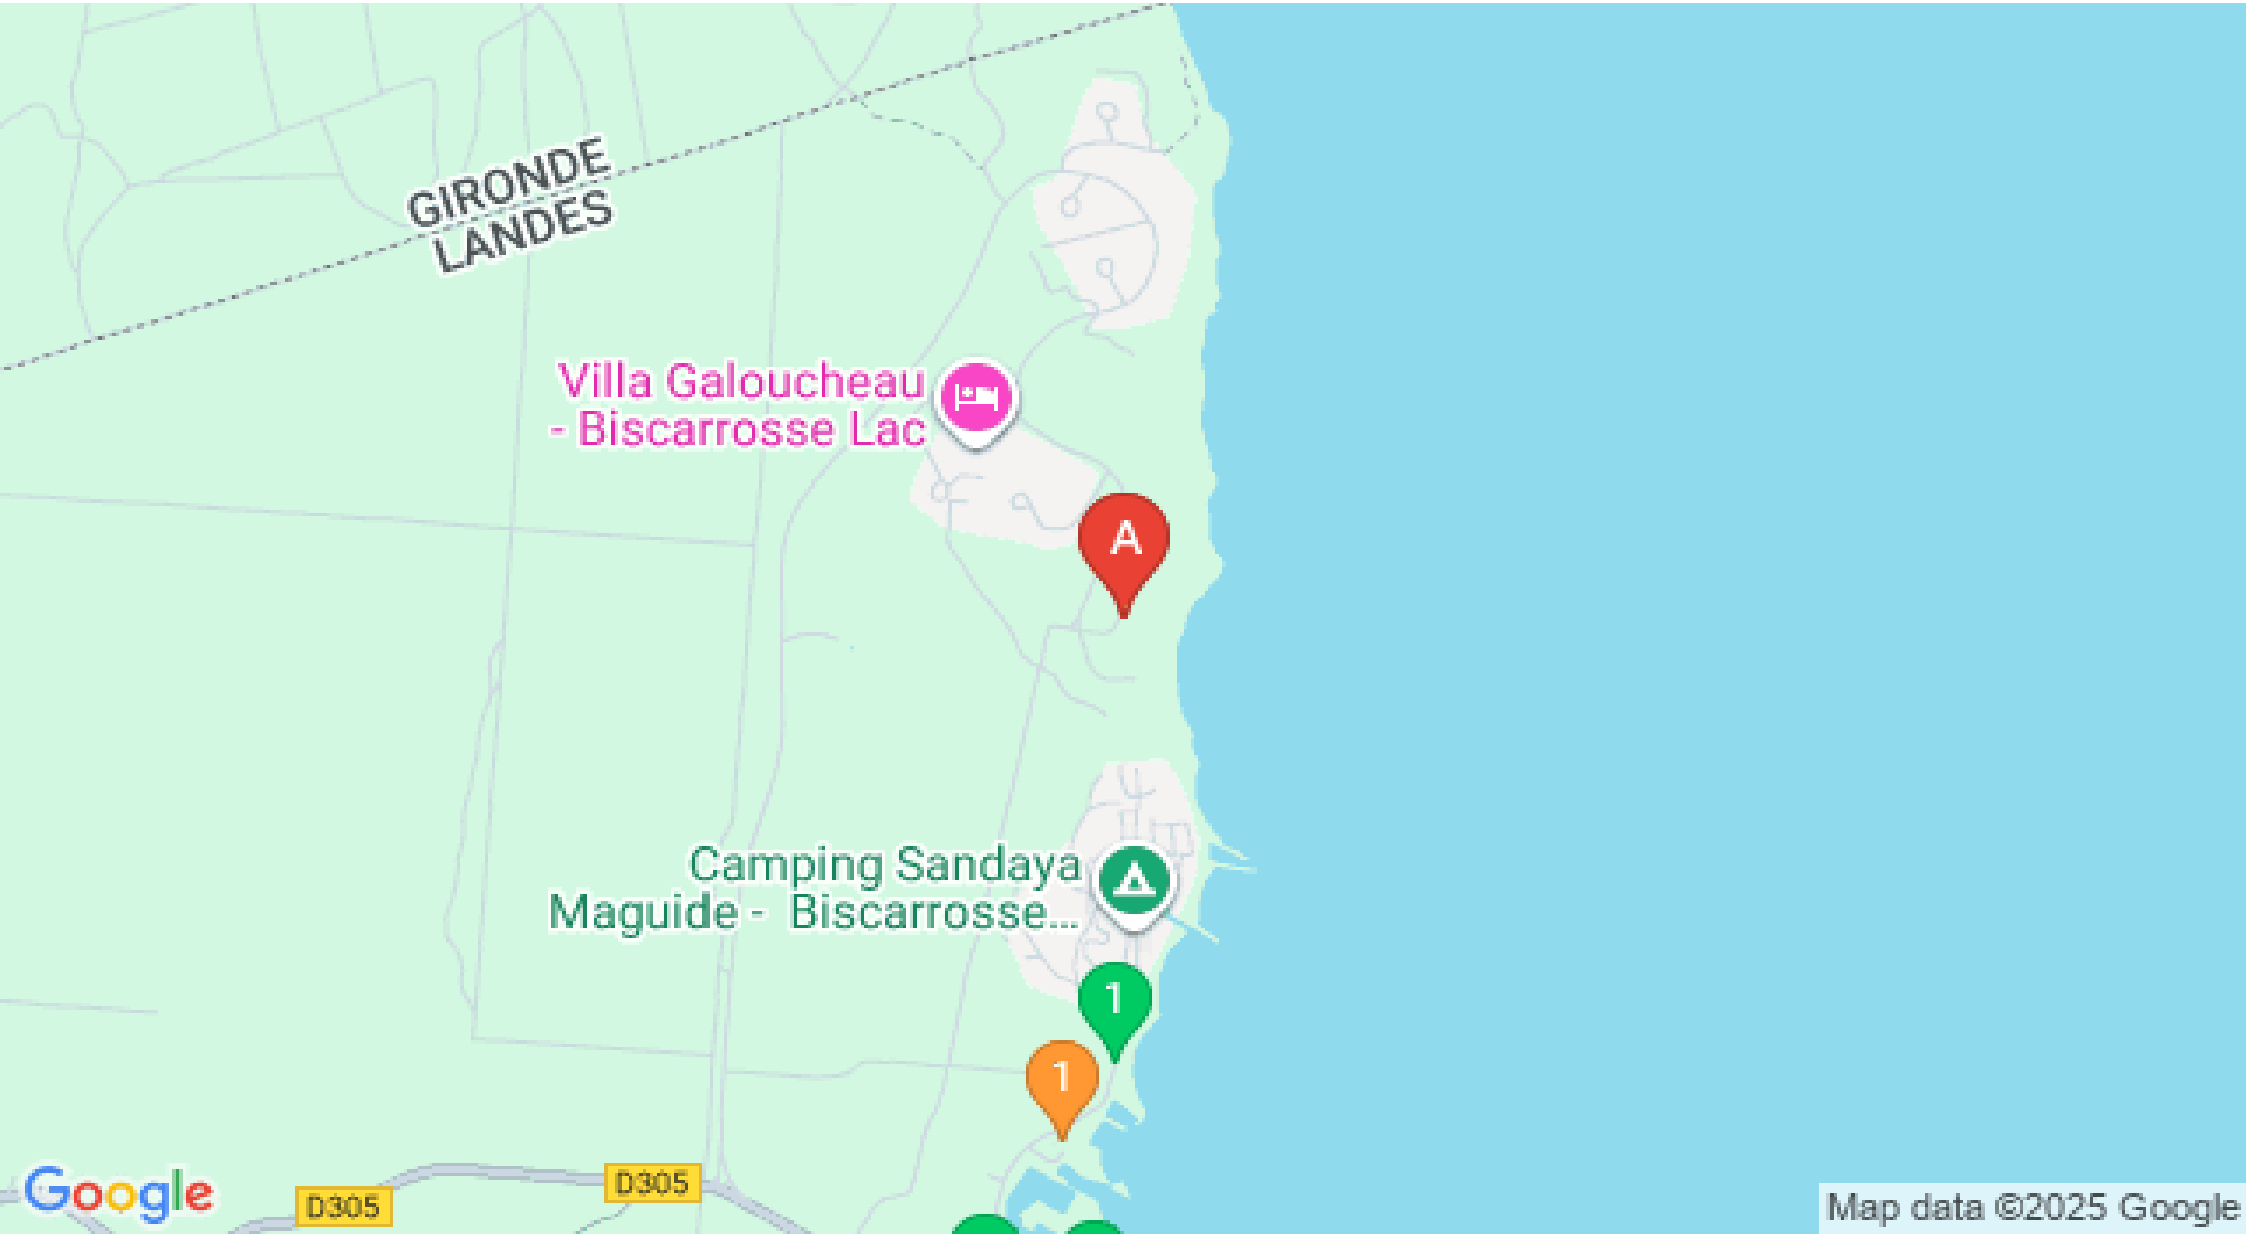 GIRONDE
LANDES
Villa Galoucheau
- Biscarrosse Lac
A
Camping Sandaya
Maguide - Biscarrosse...
1
1
D305
D305
Google
Map data ©2025 Google